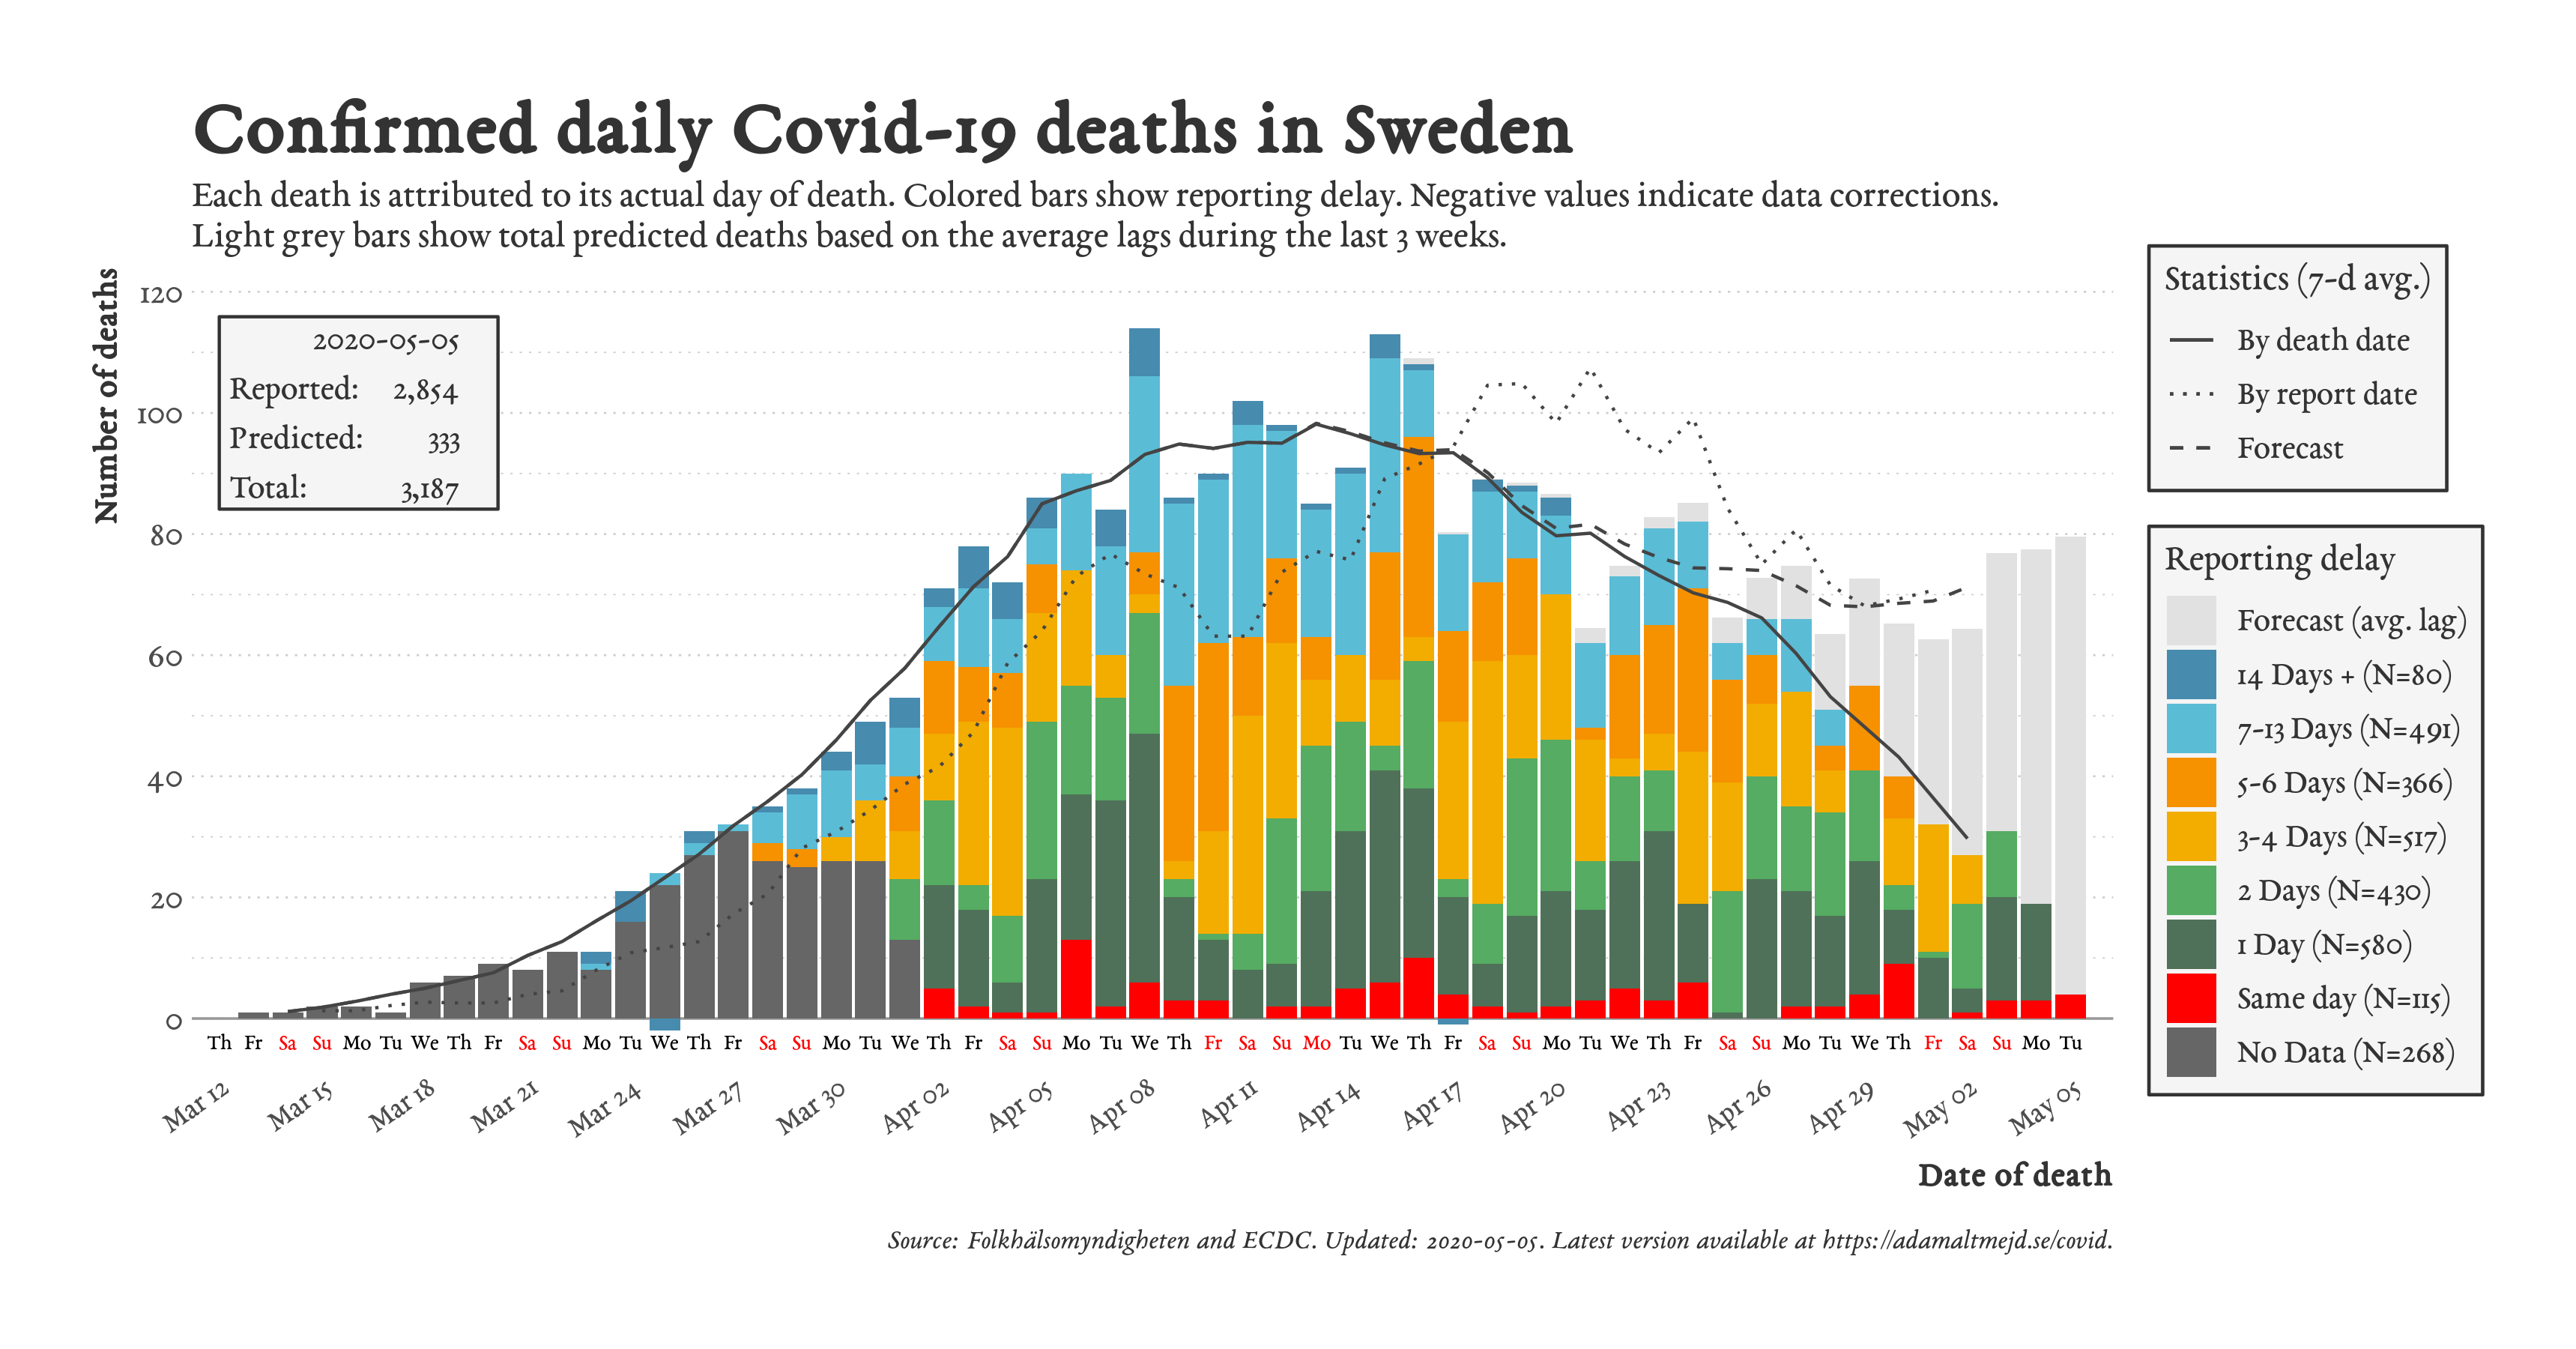 Confirmed daily Covid-19 deaths in Sweden
Each death is attributed to its actual day of death. Colored bars show reporting delay. Negative values indicate data corrections.
Light grey bars show total predicted deaths based on the average lags during the last 3 weeks.
Number of deaths
120
100
80
60
40
20
0
2020-05-05
Reported: 2,854
Predicted: 333
Total: 3,187
Statistics (7-d avg.)
By death date
By report date
Forecast
Reporting delay
Forecast (avg. lag)
14 Days + (N=80)
7-13 Days (N=491)
5-6 Days (N=366)
3-4 Days (N=517)
2 Days (N=430)
1 Day (N=580)
Same day (N=115)
No Data (N=268)
Th Fr Sa Su Mo Tu We Th Fr Sa Su Mo Tu We Th Fr Sa Su Mo Tu We Th Fr Sa Su Mo Tu We Th Fr Sa Su Mo Tu We Th Fr Sa Su Mo Tu We Th Fr Sa Su Mo Tu We Th Fr Sa Su Mo Tu
Mar 12 Mar 15 Mar 18 Mar 21 Mar 24 Mar 27 Mar 30 Apr 02 Apr 05 Apr 08 Apr 11 Apr 14 Apr 17 Apr 20 Apr 23 Apr 26 Apr 29 May 02 May 05
Date of death
Source: Folkhälsomyndigheten and ECDC. Updated: 2020-05-05. Latest version available at https://adamaltmejd.se/covid.